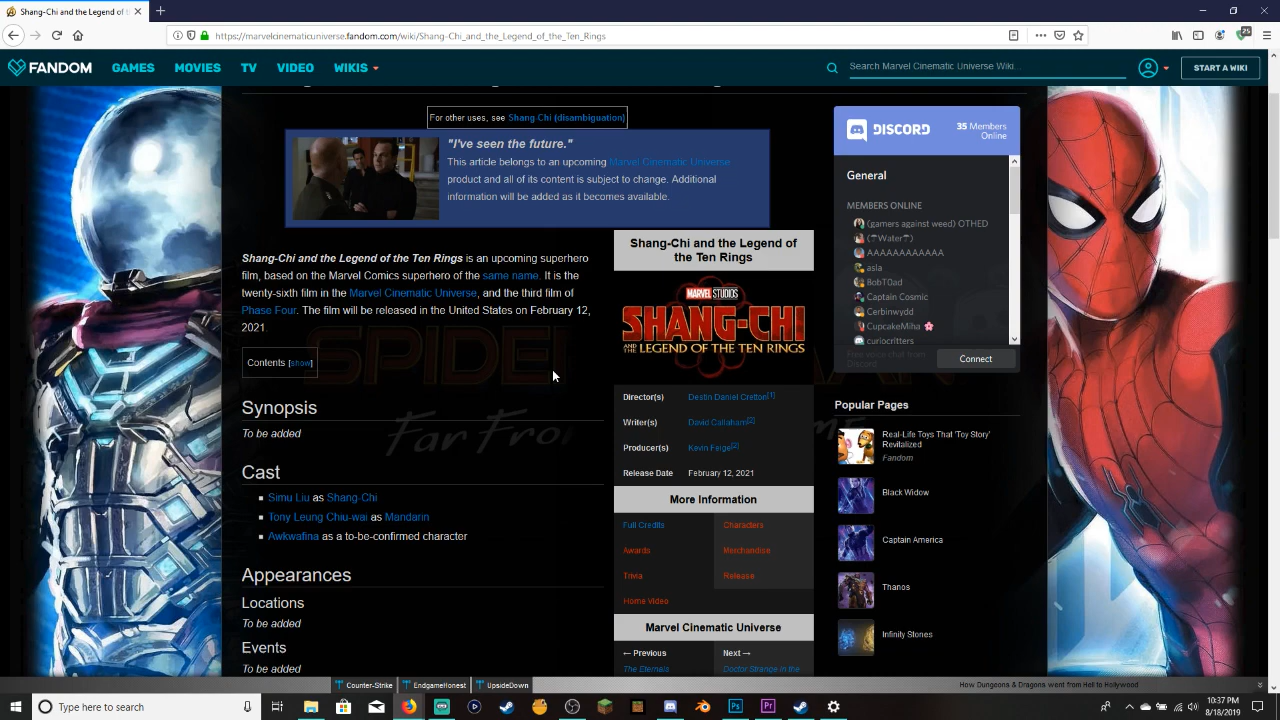 Shang-Chi and the Legend of t
https://marvelcinematicuniverse.fandom.com/wiki/Shang-Chi_and_the_Legend_of_the_Ten_Rings
25
FANDOM
GAMES MOVIES TV VIDEO WIKIS
Search Marvel Cinematic Universe Wiki...
START A WIKI
For other uses, see Shang-Chi (disambiguation)
"I've seen the future."
This article belongs to an upcoming Marvel Cinematic Universe
product and all of its content is subject to change. Additional
information will be added as it becomes available.
Shang-Chi and the Legend of the Ten Rings is an upcoming superhero
film, based on the Marvel Comics superhero of the same name. It is the
twenty-sixth film in the Marvel Cinematic Universe, and the third film of
Phase Four. The film will be released in the United States on February 12,
2021.
Contents [show]
Synopsis
To be added
Cast
Simu Liu as Shang-Chi
Tony Leung Chiu-wai as Mandarin
Awkwafina as a to-be-confirmed character
Appearances
Locations
To be added
Events
To be added
Shang-Chi and the Legend of
the Ten Rings
MARVEL STUDIOS
SHANG-CHI
AND THE LEGEND OF THE TEN RINGS
Director(s) Destin Daniel Cretton[1]
Writer(s) David Callaham[2]
Producer(s) Kevin Feige[2]
Release Date February 12, 2021
More Information
Full Credits Characters
Awards Merchandise
Trivia Release
Home Video
Marvel Cinematic Universe
← Previous Next →
The Eternals Doctor Strange in the
DISCORD
35 Members
Online
General
MEMBERS ONLINE
(gamers against weed) OTHED
(☂Water☂)
AAAAAAAAAAAA
asla
BobT0ad
Captain Cosmic
Cerbinwydd
CupcakeMiha 🌸
curiocritters
Free voice chat from
Discord
Connect
Popular Pages
Real-Life Toys That 'Toy Story'
Revitalized
Fandom
Black Widow
Captain America
Thanos
Infinity Stones
Counter-Strike EndgameHonest UpsideDown
How Dungeons & Dragons went from Hell to Hollywood
Type here to search
10:37 PM
8/18/2019